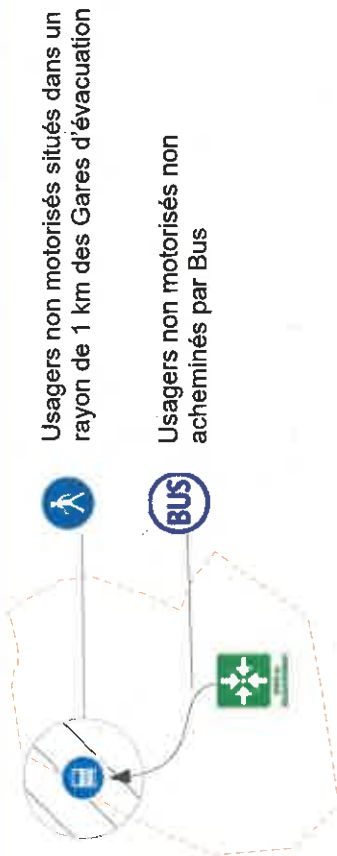 Usagers non motorisés situés dans un
rayon de 1 km des Gares d'évacuation
BUS
Usagers non motorisés non
acheminés par Bus